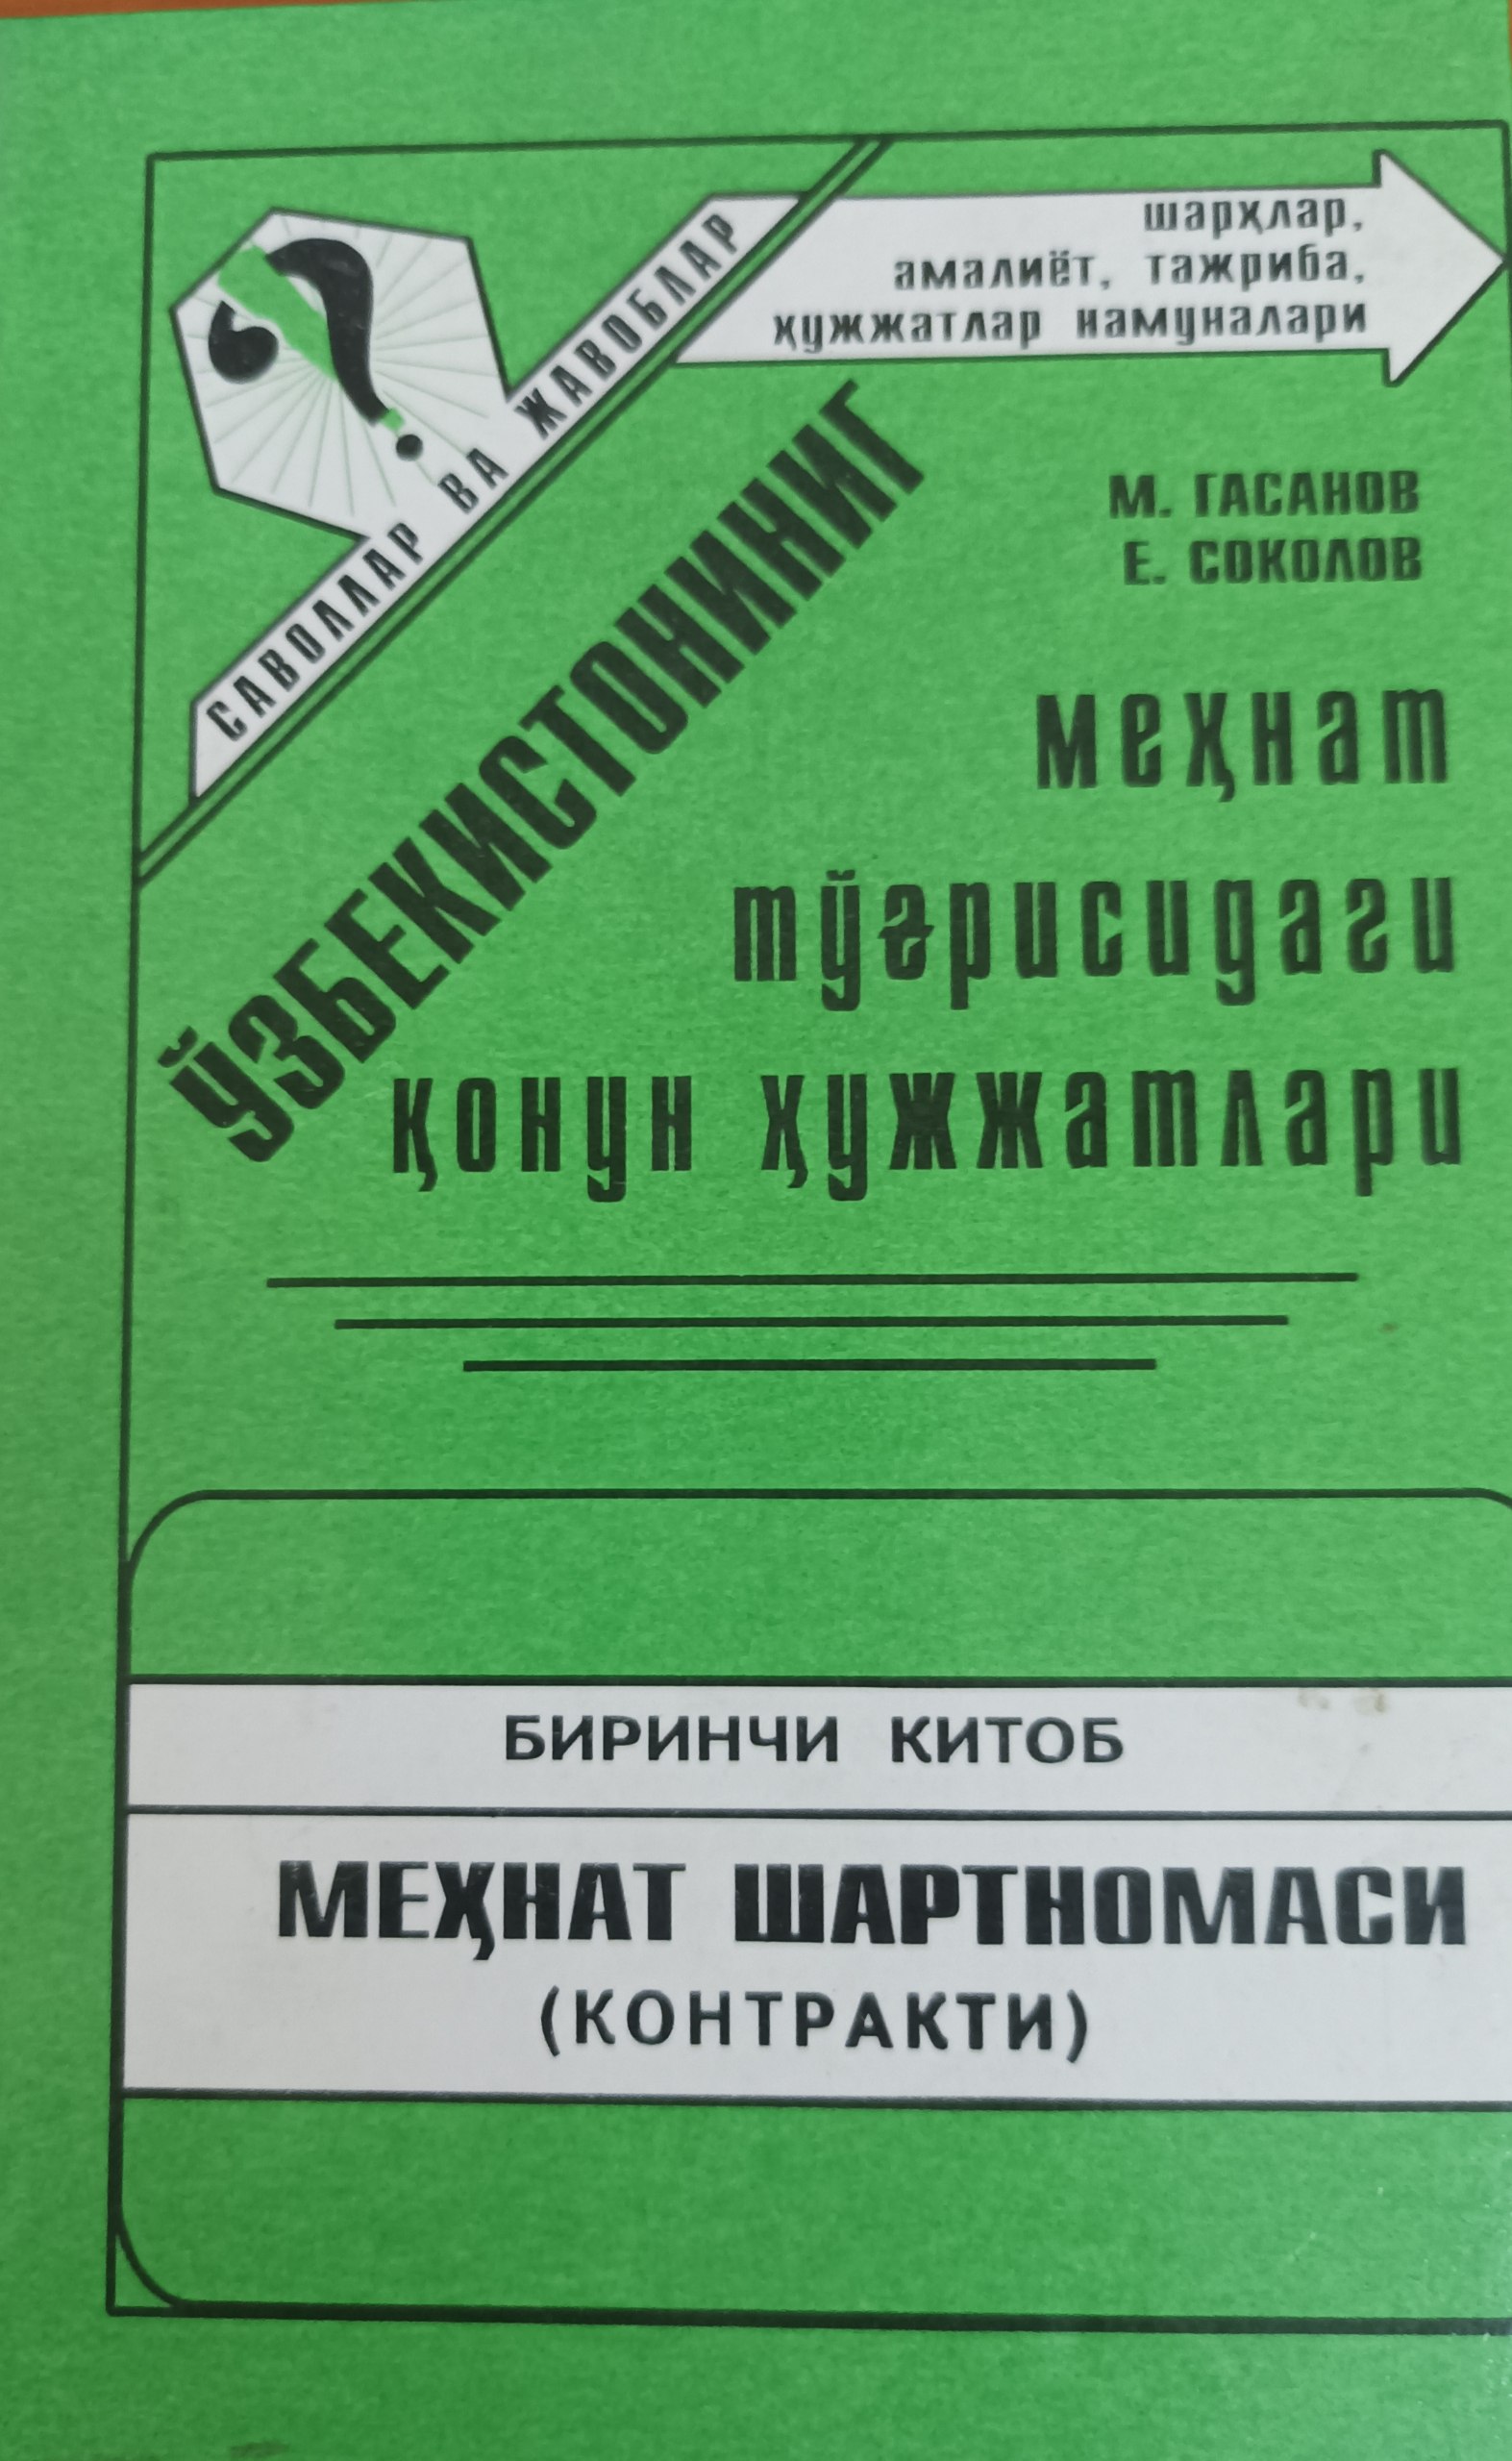 САВОЛЛАР ВА ЖАВОБЛАР
шарҳлар,
амалиёт, тажриба,
ҳужжатлар намуналари
М. ГАСАНОВ
Е. СОКОЛОВ
ЎЗБЕКИСТОНИНГ
меҳнат
тўғрисидаги
қонун ҳужжатлари
БИРИНЧИ КИТОБ
МЕҲНАТ ШАРТНОМАСИ
(КОНТРАКТИ)